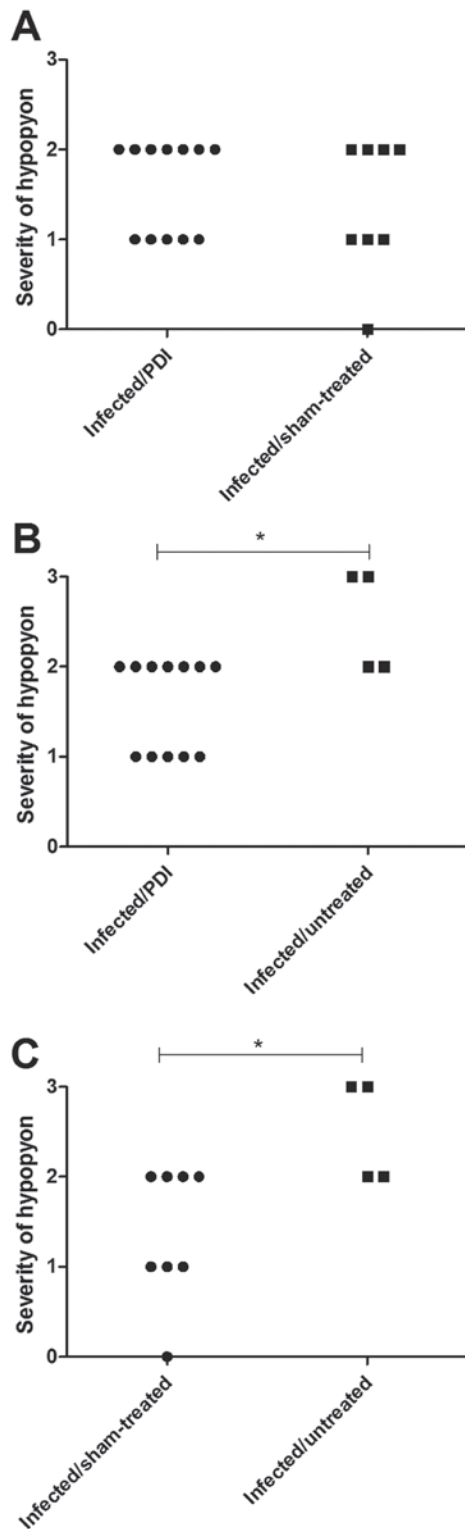 A
Severity of hypopyon
3
2
1
0
Infected/PDI
Infected/sham-treated
B
*
Severity of hypopyon
3
2
1
0
Infected/PDI
Infected/untreated
C
*
Severity of hypopyon
3
2
1
0
Infected/sham-treated
Infected/untreated